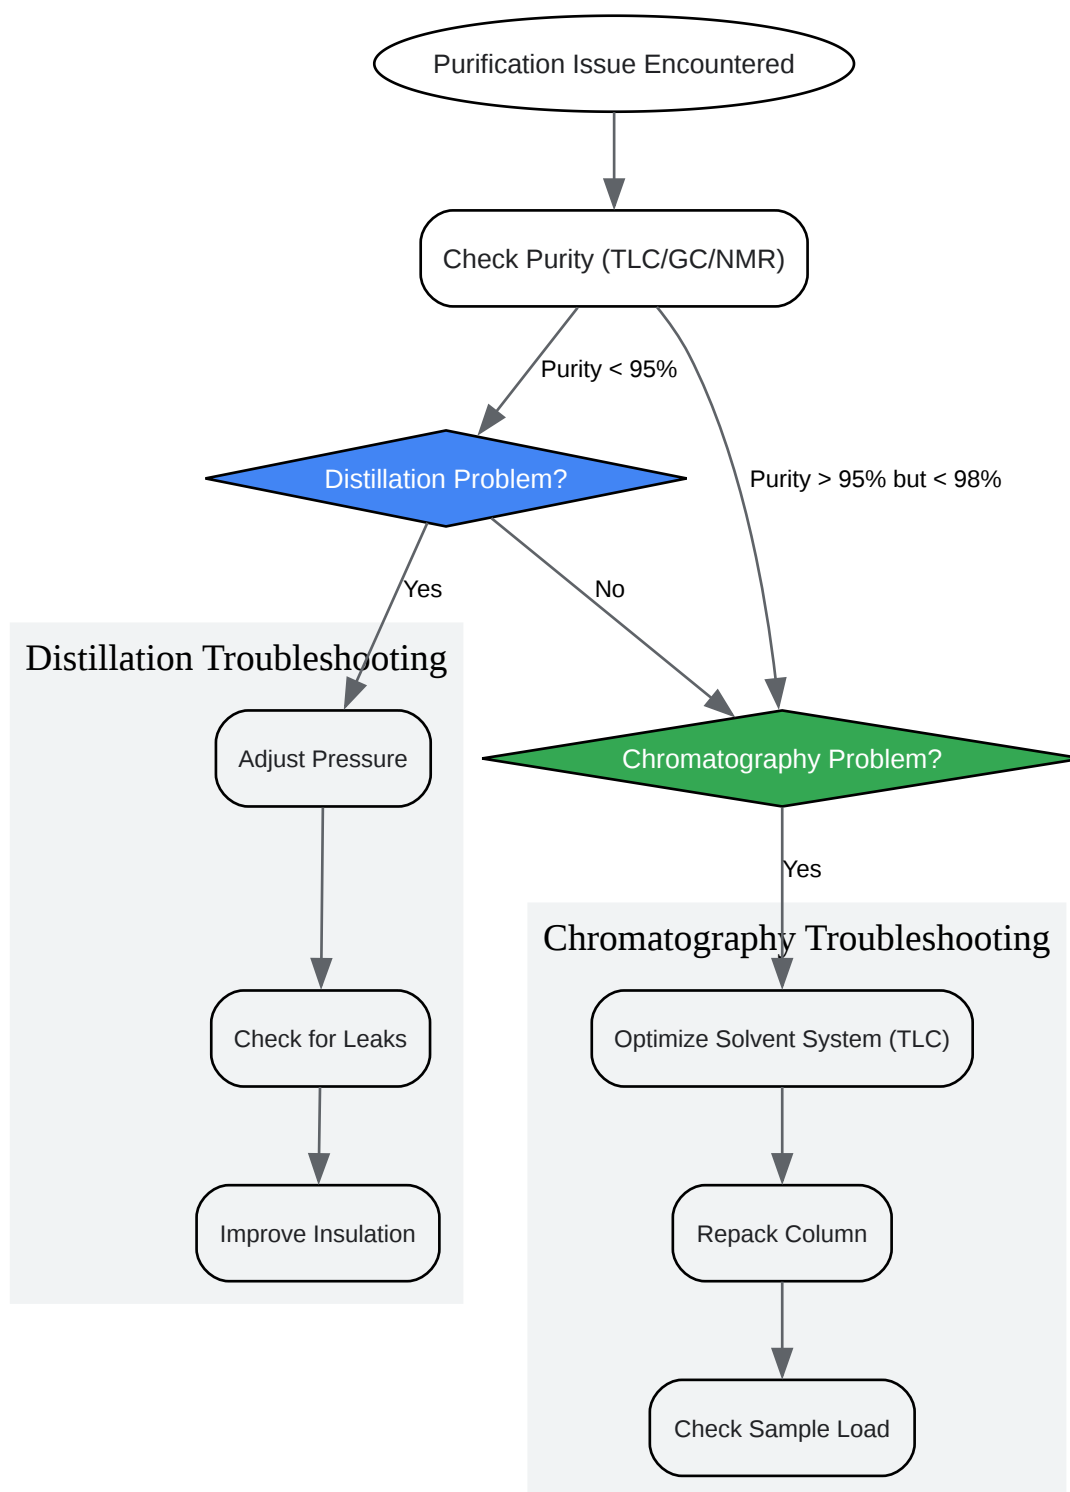 Purification Issue Encountered
Check Purity (TLC/GC/NMR)
Purity < 95%
Purity > 95% but < 98%
Distillation Problem?
Yes
No
Distillation Troubleshooting
Adjust Pressure
Chromatography Problem?
Yes
Chromatography Troubleshooting
Check for Leaks
Optimize Solvent System (TLC)
Improve Insulation
Repack Column
Check Sample Load